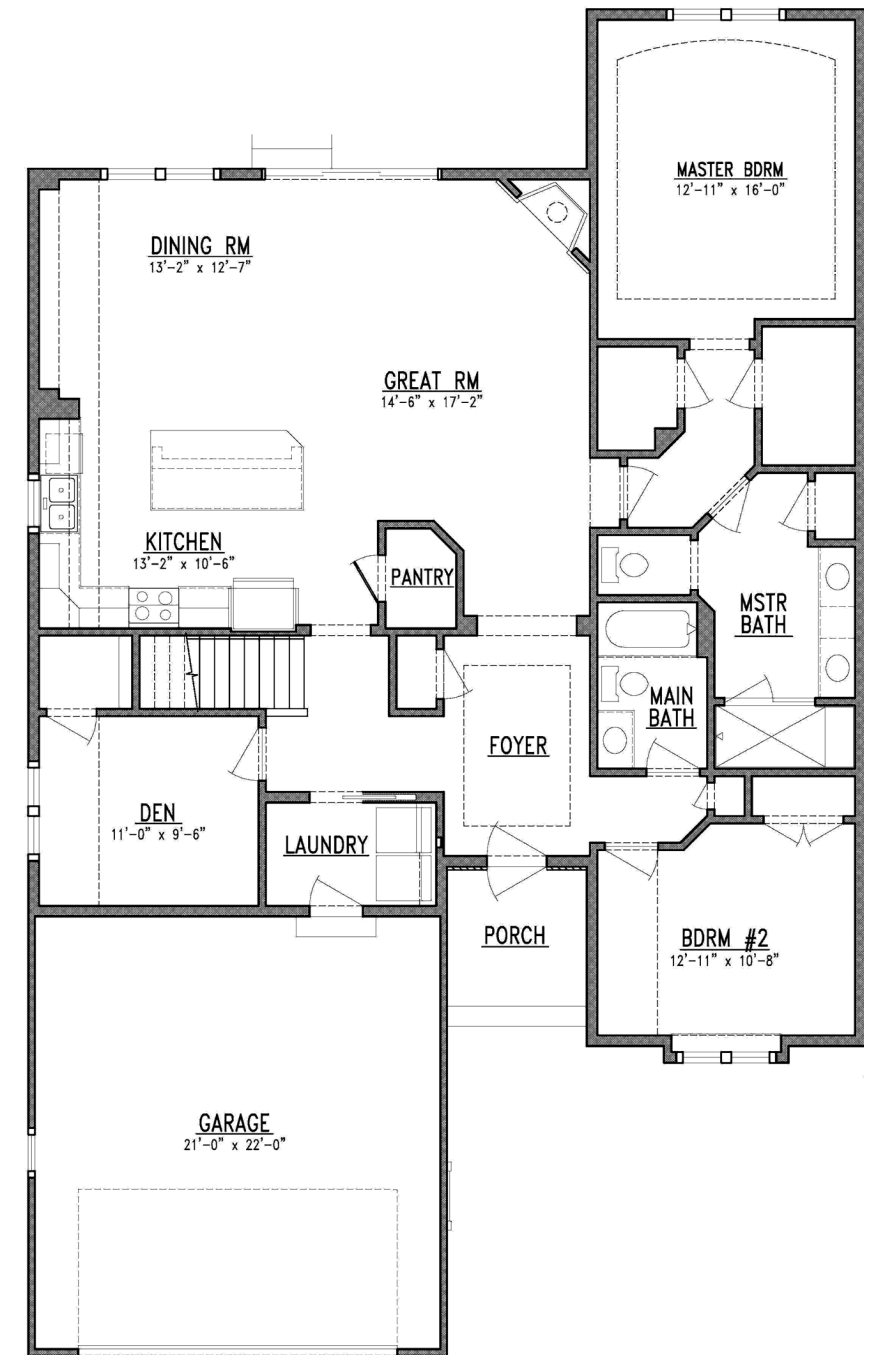 MASTER BDRM
12'-11" x 16'-0"
DINING RM
13'-2" x 12'-7"
GREAT RM
14'-6" x 17'-2"
KITCHEN
13'-2" x 10'-6"
PANTRY
MSTR
BATH
MAIN
BATH
FOYER
DEN
11'-0" x 9'-6"
LAUNDRY
PORCH
BDRM #2
12'-11" x 10'-8"
GARAGE
21'-0" x 22'-0"